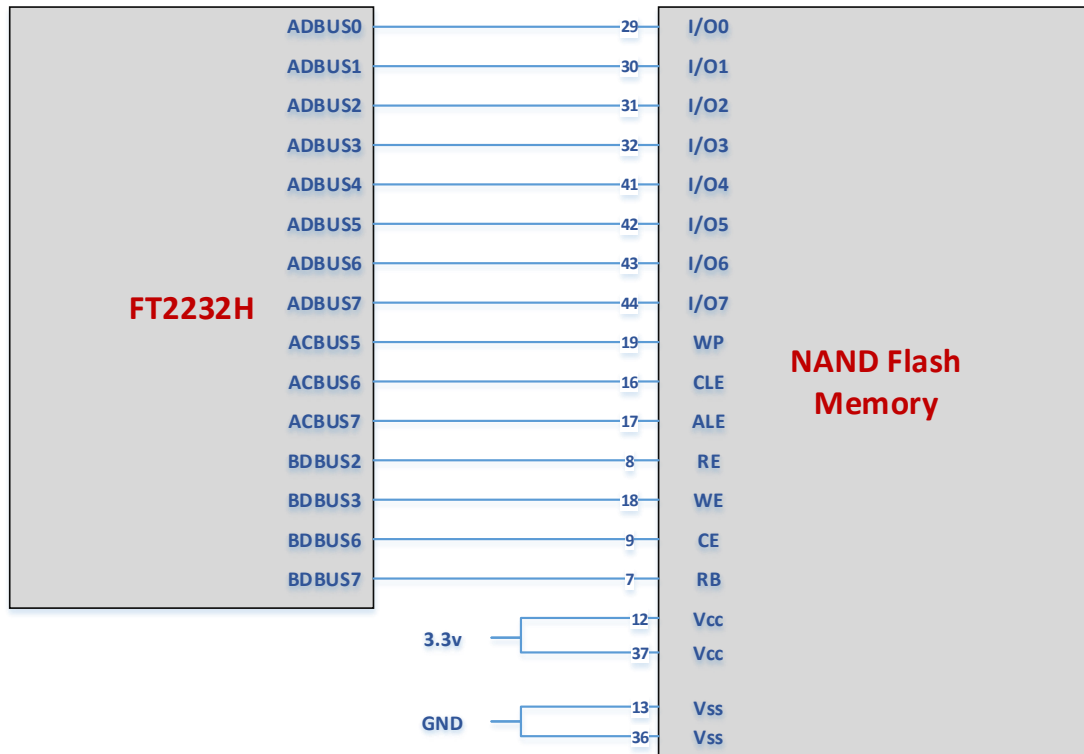 ADBUS0 29 I/O0
ADBUS1 30 I/O1
ADBUS2 31 I/O2
ADBUS3 32 I/O3
ADBUS4 41 I/O4
ADBUS5 42 I/O5
ADBUS6 43 I/O6
FT2232H
ADBUS7 44 I/O7
ACBUS5 19 WP
NAND Flash
Memory
ACBUS6 16 CLE
ACBUS7 17 ALE
BDBUS2 8 RE
BDBUS3 18 WE
BDBUS6 9 CE
BDBUS7 7 RB
12 Vcc
3.3v
37 Vcc
13 Vss
GND
36 Vss